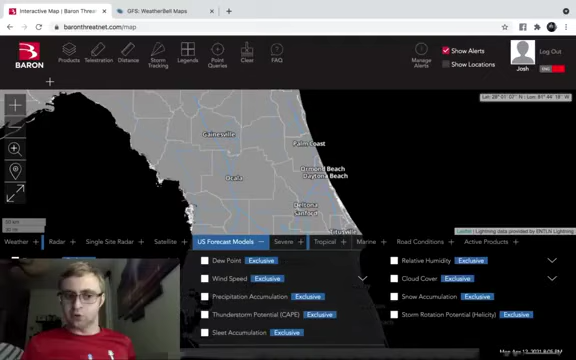 Interactive Map | Baron Threat
GFS: WeatherBell Maps
baronthreatnet.com/map
BARON
Products
Telestration
Distance
Storm Tracking
Legends
Point Queries
Clear
FAQ
Manage Alerts
Show Alerts
Show Locations
Josh
Log Out
Gainesville
Palm Coast
Ormond Beach
Daytona Beach
Ocala
Deltona
Sanford
Titusville
Leaflet | Lightning data provided by ENTLN Lightning
Weather +
Radar +
Single Site Radar +
Satellite +
US Forecast Models −
Severe +
Tropical +
Marine +
Road Conditions +
Active Products +
Dew Point Exclusive
Relative Humidity Exclusive
Wind Speed Exclusive
Cloud Cover Exclusive
Precipitation Accumulation Exclusive
Snow Accumulation Exclusive
Thunderstorm Potential (CAPE) Exclusive
Storm Rotation Potential (Helicity) Exclusive
Sleet Accumulation Exclusive